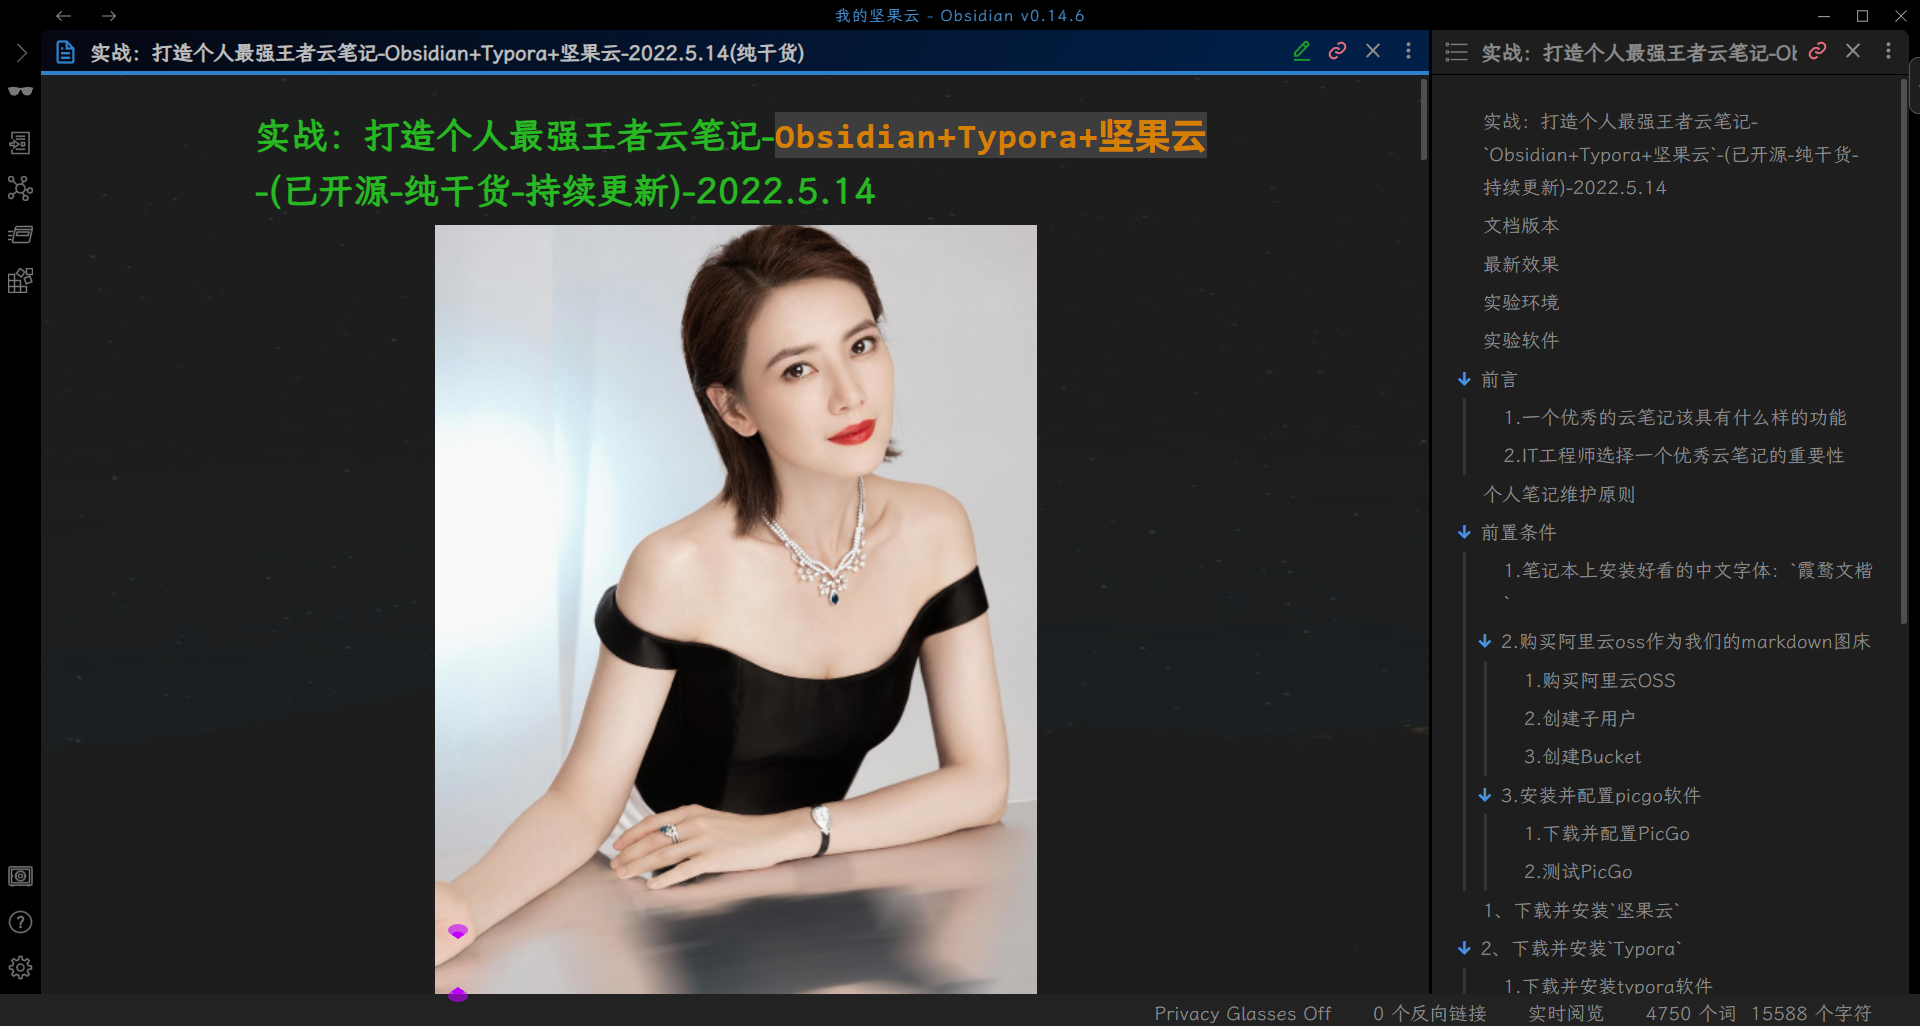 我的坚果云 - Obsidian v0.14.6
实战：打造个人最强王者云笔记-Obsidian+Typora+坚果云-2022.5.14(纯干货)
实战：打造个人最强王者云笔记-Obsidian+Typora+坚果云
-(已开源-纯干货-持续更新)-2022.5.14
实战：打造个人最强王者云笔记-Ob
实战：打造个人最强王者云笔记-
`Obsidian+Typora+坚果云`-(已开源-纯干货-
持续更新)-2022.5.14
文档版本
最新效果
实验环境
实验软件
前言
1.一个优秀的云笔记该具有什么样的功能
2.IT工程师选择一个优秀云笔记的重要性
个人笔记维护原则
前置条件
1.笔记本上安装好看的中文字体：`霞鹜文楷
`
2.购买阿里云oss作为我们的markdown图床
1.购买阿里云OSS
2.创建子用户
3.创建Bucket
3.安装并配置picgo软件
1.下载并配置PicGo
2.测试PicGo
1、下载并安装`坚果云`
2、下载并安装`Typora`
1.下载并安装typora软件
Privacy Glasses Off 0 个反向链接 实时阅览 4750 个词 15588 个字符